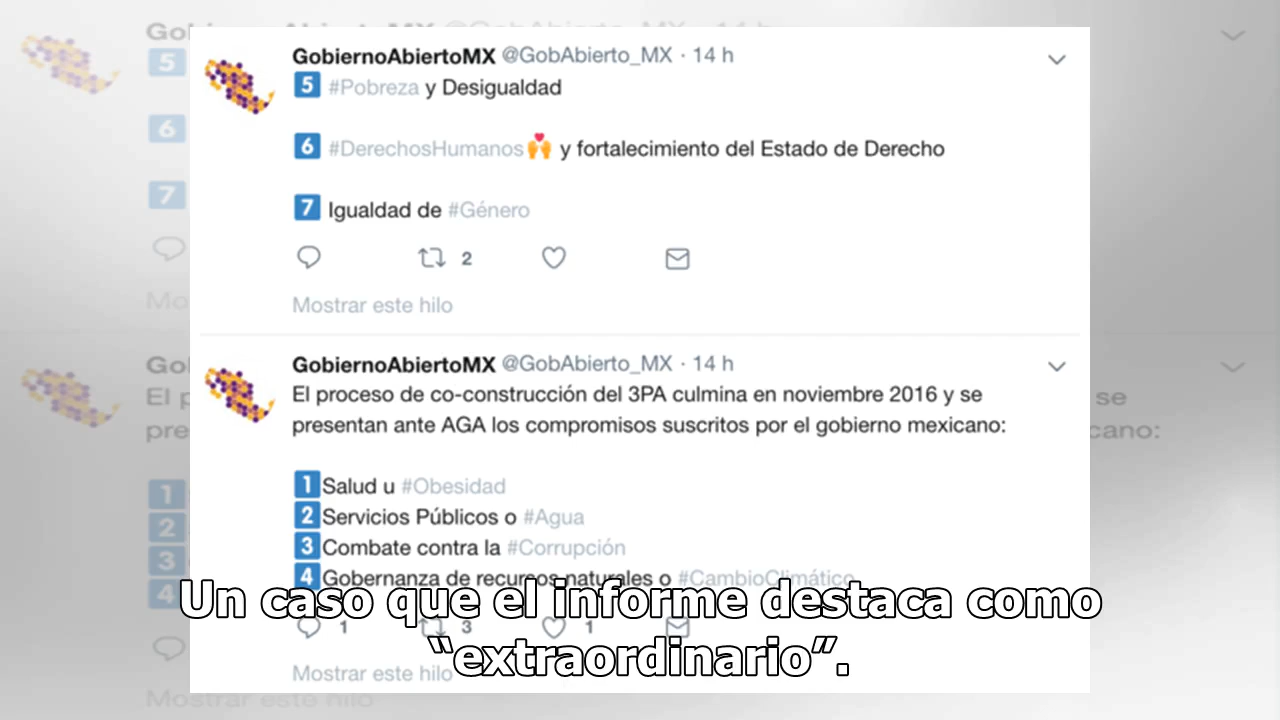 GobiernoAbiertoMX @GobAbierto_MX · 14 h
5 #Pobreza y Desigualdad
6 #DerechosHumanos y fortalecimiento del Estado de Derecho
7 Igualdad de #Género
2
Mostrar este hilo
GobiernoAbiertoMX @GobAbierto_MX · 14 h
El proceso de co-construcción del 3PA culmina en noviembre 2016 y se
presentan ante AGA los compromisos suscritos por el gobierno mexicano:
1 Salud u #Obesidad
2 Servicios Públicos o #Agua
3 Combate contra la #Corrupción
4 Gobernanza de recursos naturales o #CambioClimático
1 3 1
Mostrar este hilo
Un caso que el informe destaca como
“extraordinario”.